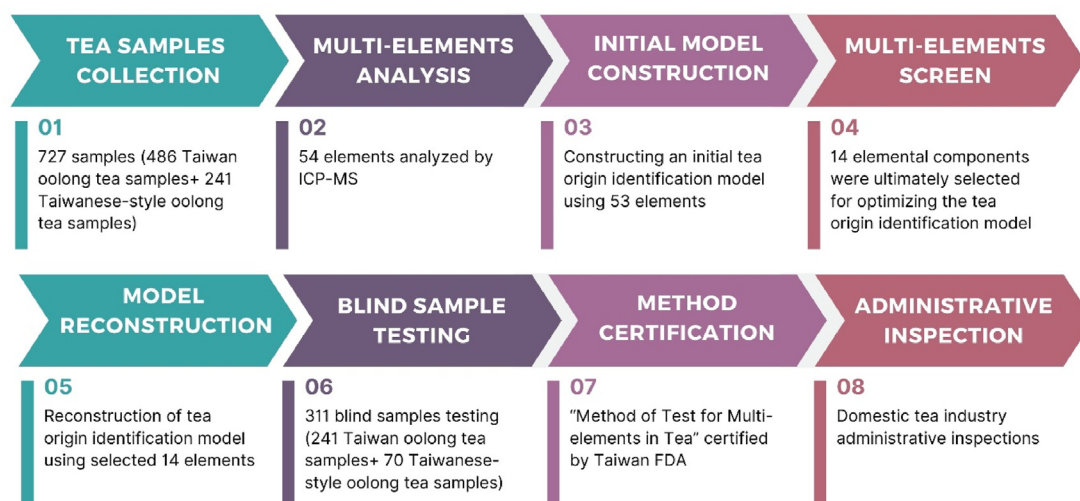 TEA SAMPLES
COLLECTION
MULTI-ELEMENTS
ANALYSIS
INITIAL MODEL
CONSTRUCTION
MULTI-ELEMENTS
SCREEN
01
727 samples (486 Taiwan
oolong tea samples+ 241
Taiwanese-style oolong
tea samples)
02
54 elements analyzed by
ICP-MS
03
Constructing an initial tea
origin identification model
using 53 elements
04
14 elemental components
were ultimately selected
for optimizing the tea
origin identification model
MODEL
RECONSTRUCTION
BLIND SAMPLE
TESTING
METHOD
CERTIFICATION
ADMINISTRATIVE
INSPECTION
05
Reconstruction of tea
origin identification model
using selected 14 elements
06
311 blind samples testing
(241 Taiwan oolong tea
samples+ 70 Taiwanese-
style oolong tea samples)
07
"Method of Test for Multi-
elements in Tea" certified
by Taiwan FDA
08
Domestic tea industry
administrative inspections